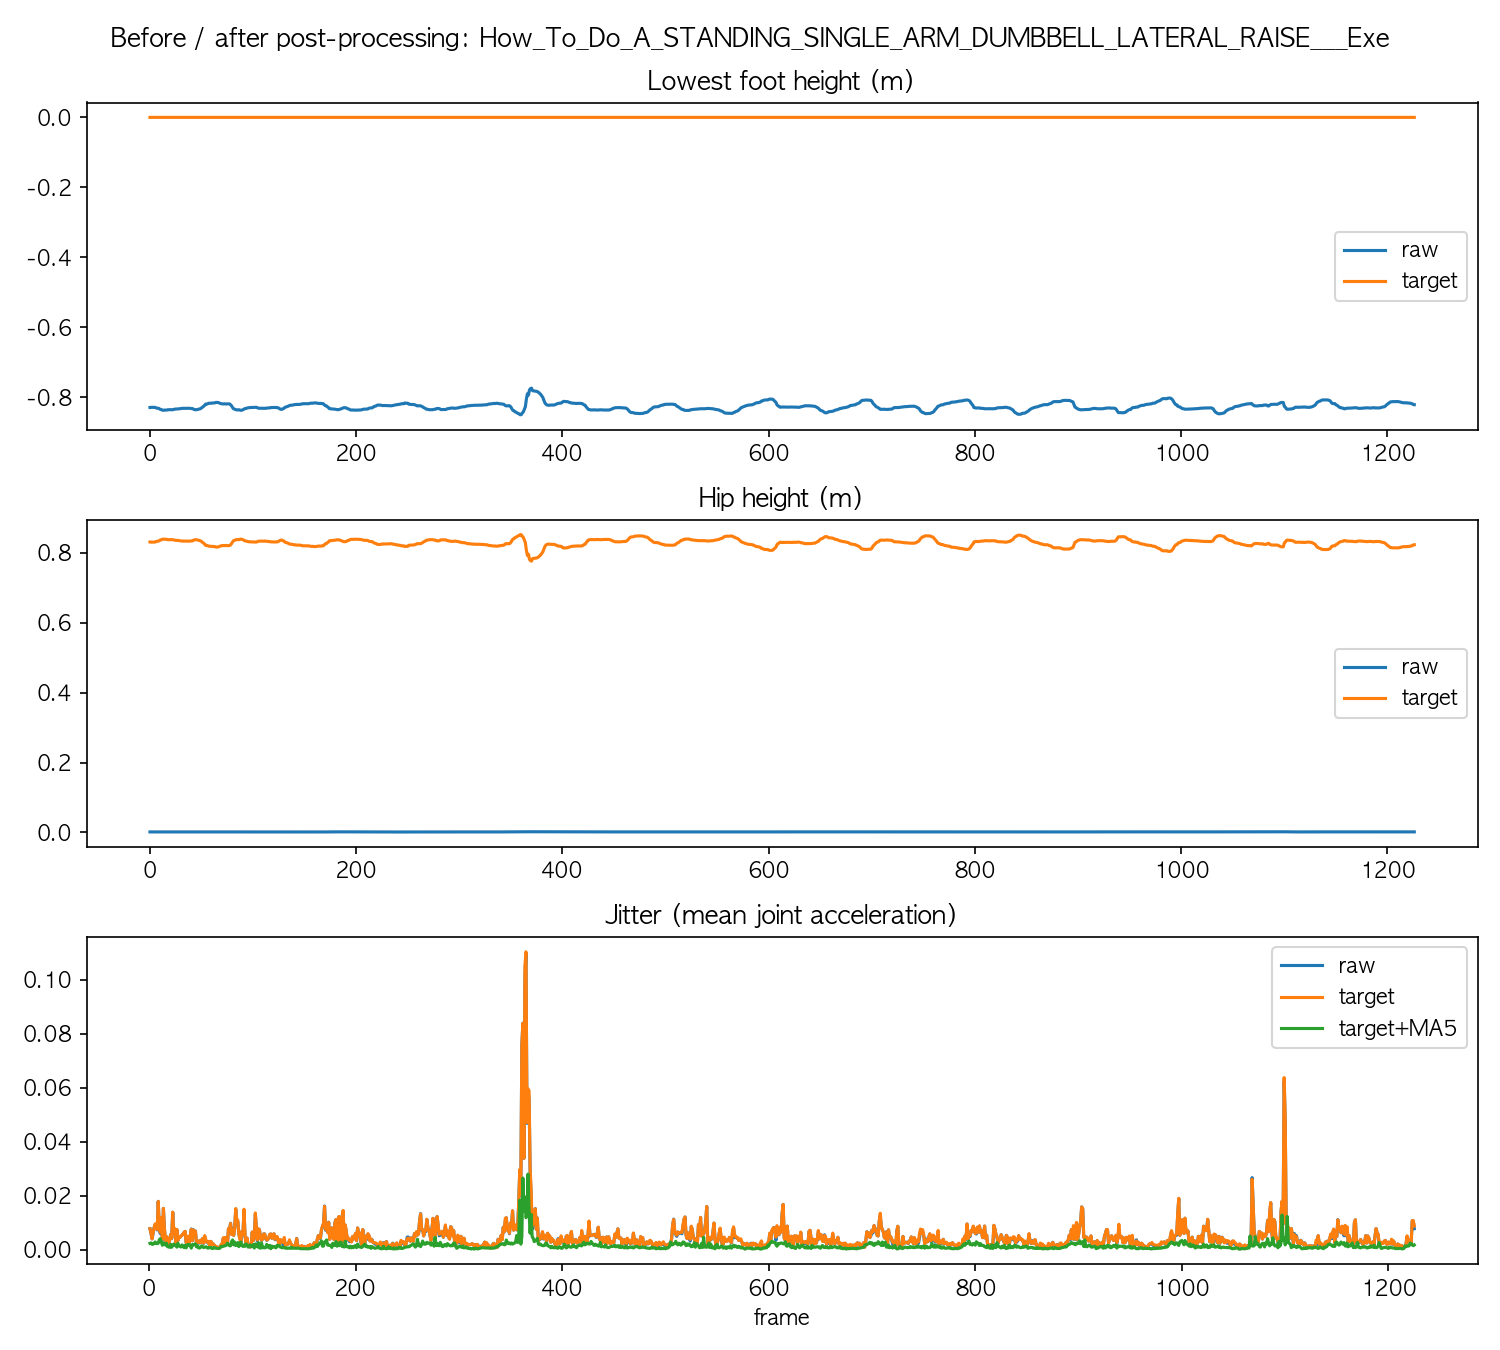 Before / after post-processing: How_To_Do_A_STANDING_SINGLE_ARM_DUMBBELL_LATERAL_RAISE___Exe
Lowest foot height (m)
0.0
-0.2
-0.4
-0.6
-0.8
raw
target
0 200 400 600 800 1000 1200
Hip height (m)
0.8
0.6
0.4
0.2
0.0
raw
target
0 200 400 600 800 1000 1200
Jitter (mean joint acceleration)
0.10
0.08
0.06
0.04
0.02
0.00
raw
target
target+MA5
0 200 400 600 800 1000 1200
frame